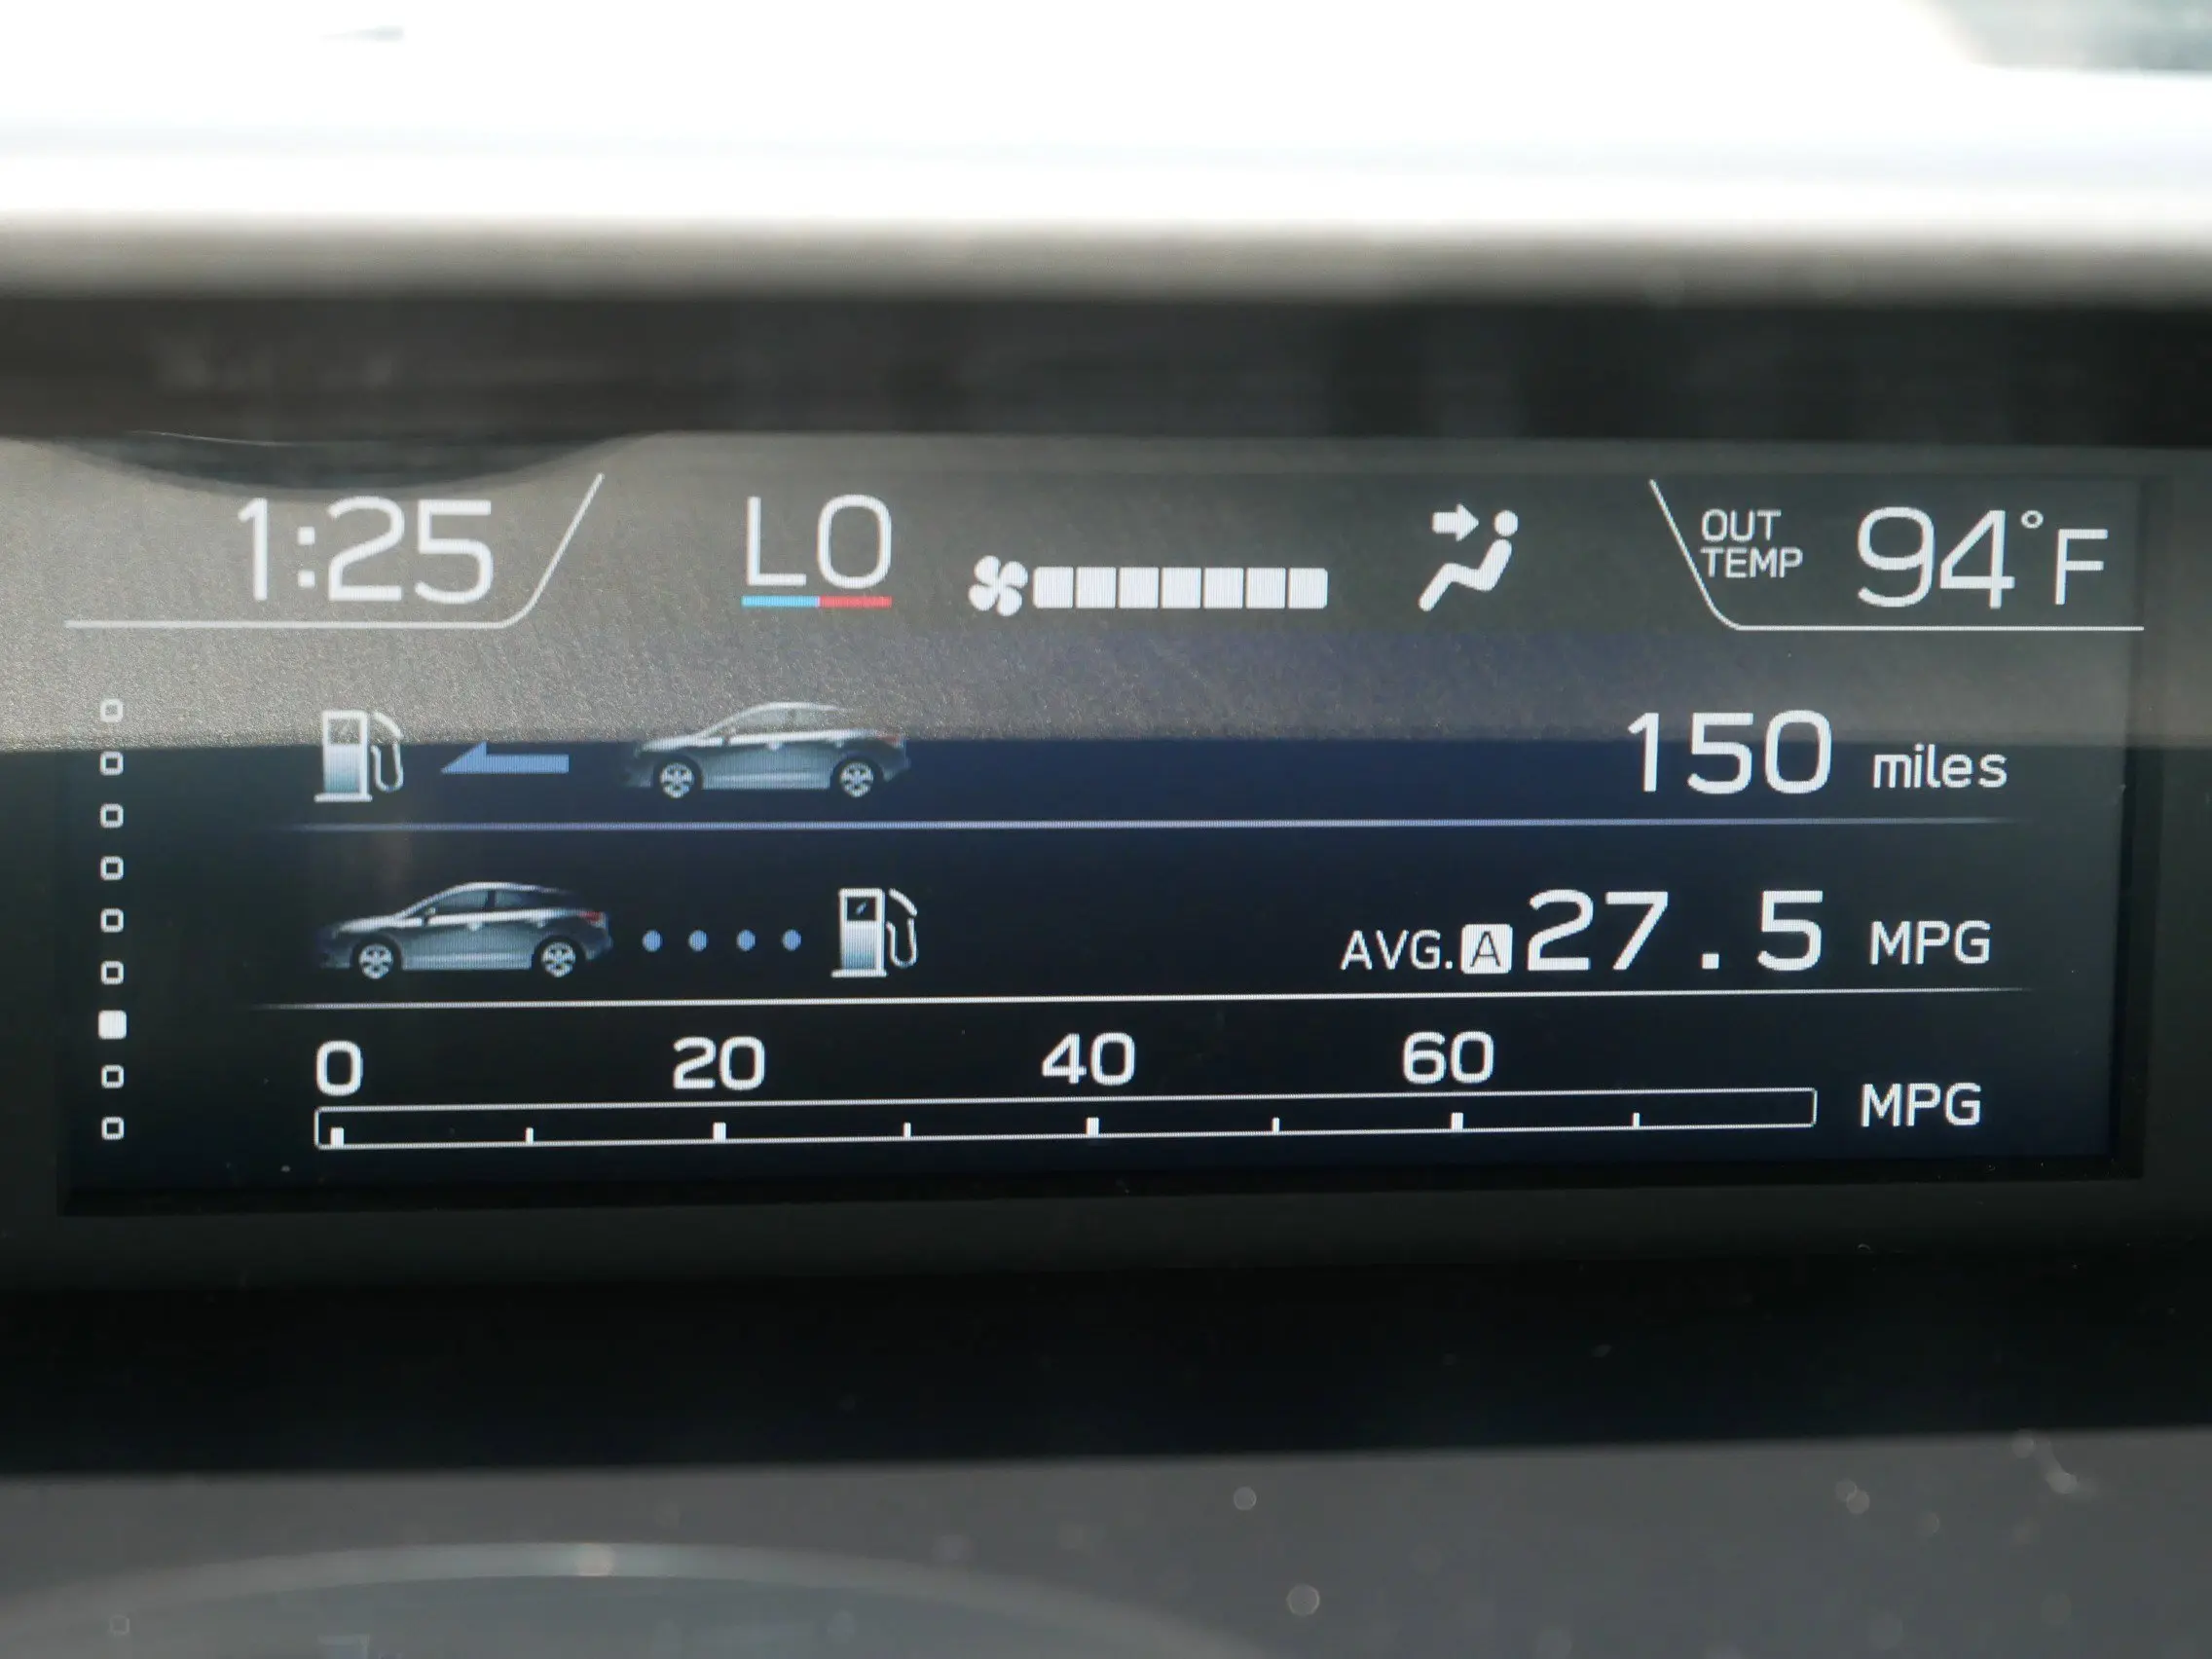 1:25 LO OUT TEMP 94°F
150 miles
AVG. A 27.5 MPG
0 20 40 60
MPG